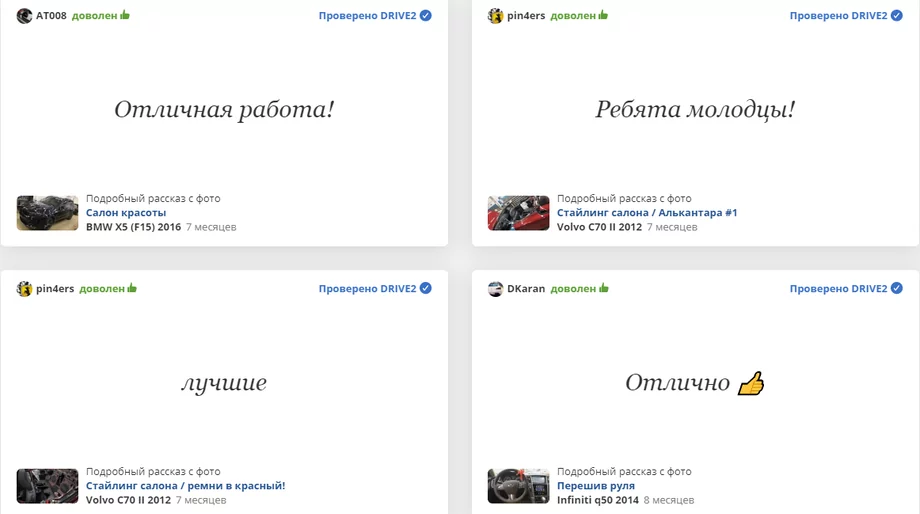 AT008 доволен
Проверено DRIVE2
Отличная работа!
Подробный рассказ с фото
Салон красоты
BMW X5 (F15) 2016 7 месяцев
pin4ers доволен
Проверено DRIVE2
Ребята молодцы!
Подробный рассказ с фото
Стайлинг салона / Алькантара #1
Volvo C70 II 2012 7 месяцев
pin4ers доволен
Проверено DRIVE2
лучшие
Подробный рассказ с фото
Стайлинг салона / ремни в красный!
Volvo C70 II 2012 7 месяцев
DKaran доволен
Проверено DRIVE2
Отлично 👍
Подробный рассказ с фото
Перешив руля
Infiniti q50 2014 8 месяцев